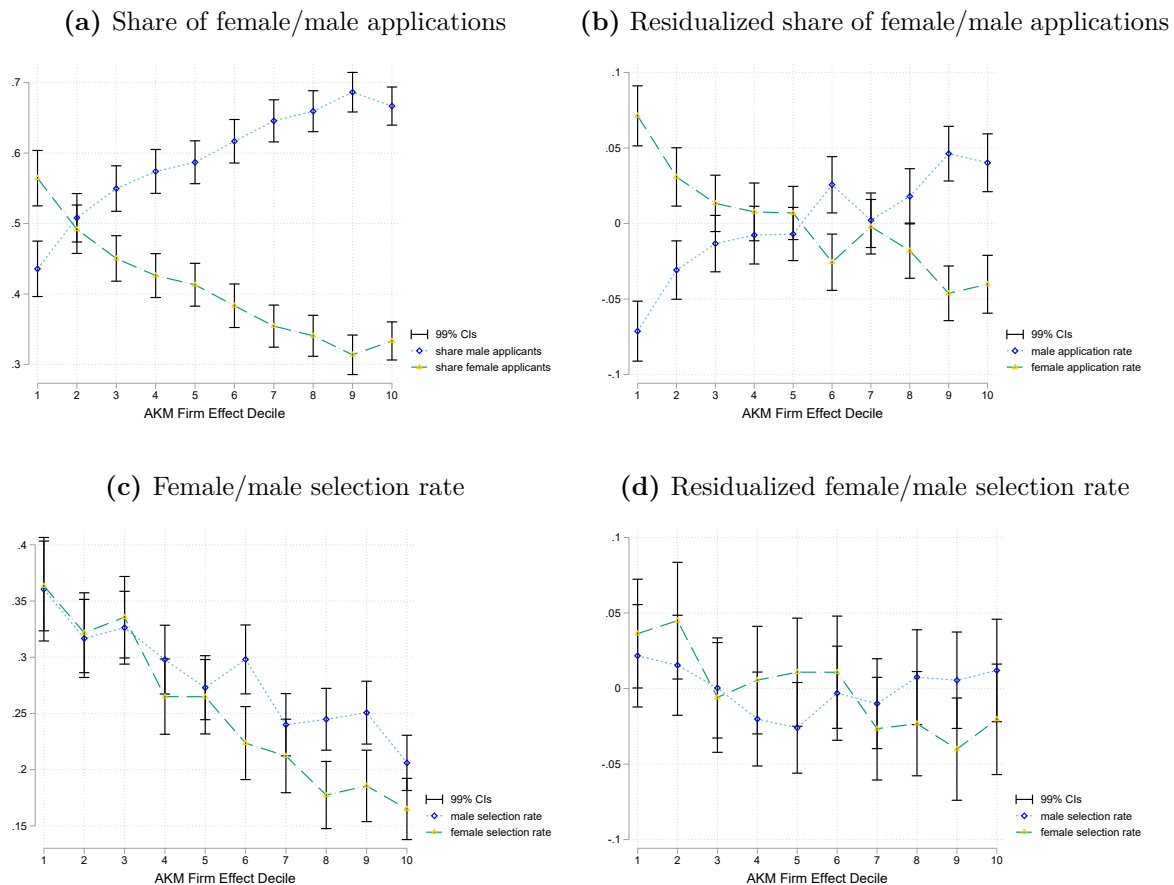 (a) Share of female/male applications
.7
.6
.5
.4
.3
1 2 3 4 5 6 7 8 9 10
AKM Firm Effect Decile
99% CIs
share male applicants
share female applicants
(b) Residualized share of female/male applications
.1
.05
0
-.05
-.1
1 2 3 4 5 6 7 8 9 10
AKM Firm Effect Decile
99% CIs
male application rate
female application rate
(c) Female/male selection rate
.4
.35
.3
.25
.2
.15
1 2 3 4 5 6 7 8 9 10
AKM Firm Effect Decile
99% CIs
male selection rate
female selection rate
(d) Residualized female/male selection rate
.1
.05
0
-.05
-.1
1 2 3 4 5 6 7 8 9 10
AKM Firm Effect Decile
99% CIs
male selection rate
female selection rate